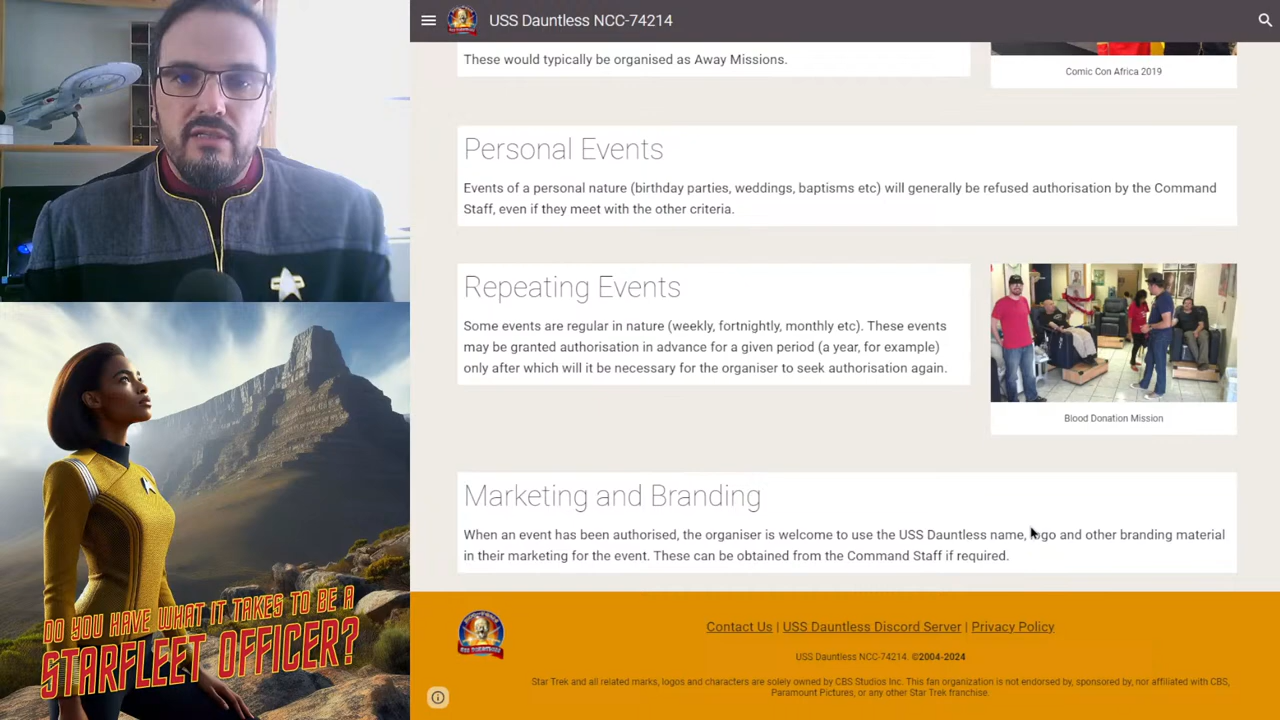 USS Dauntless NCC-74214
These would typically be organised as Away Missions.
Comic Con Africa 2019
Personal Events
Events of a personal nature (birthday parties, weddings, baptisms etc) will generally be refused authorisation by the Command
Staff, even if they meet with the other criteria.
Repeating Events
Some events are regular in nature (weekly, fortnightly, monthly etc). These events
may be granted authorisation in advance for a given period (a year, for example)
only after which will it be necessary for the organiser to seek authorisation again.
Blood Donation Mission
Marketing and Branding
When an event has been authorised, the organiser is welcome to use the USS Dauntless name, logo and other branding material
in their marketing for the event. These can be obtained from the Command Staff if required.
Contact Us | USS Dauntless Discord Server | Privacy Policy
USS Dauntless NCC-74214. ©2004-2024
Star Trek and all related marks, logos and characters are solely owned by CBS Studios Inc. This fan organization is not endorsed by, sponsored by, nor affiliated with CBS,
Paramount Pictures, or any other Star Trek franchise.
DO YOU HAVE WHAT IT TAKES TO BE A
STARFLEET OFFICER?